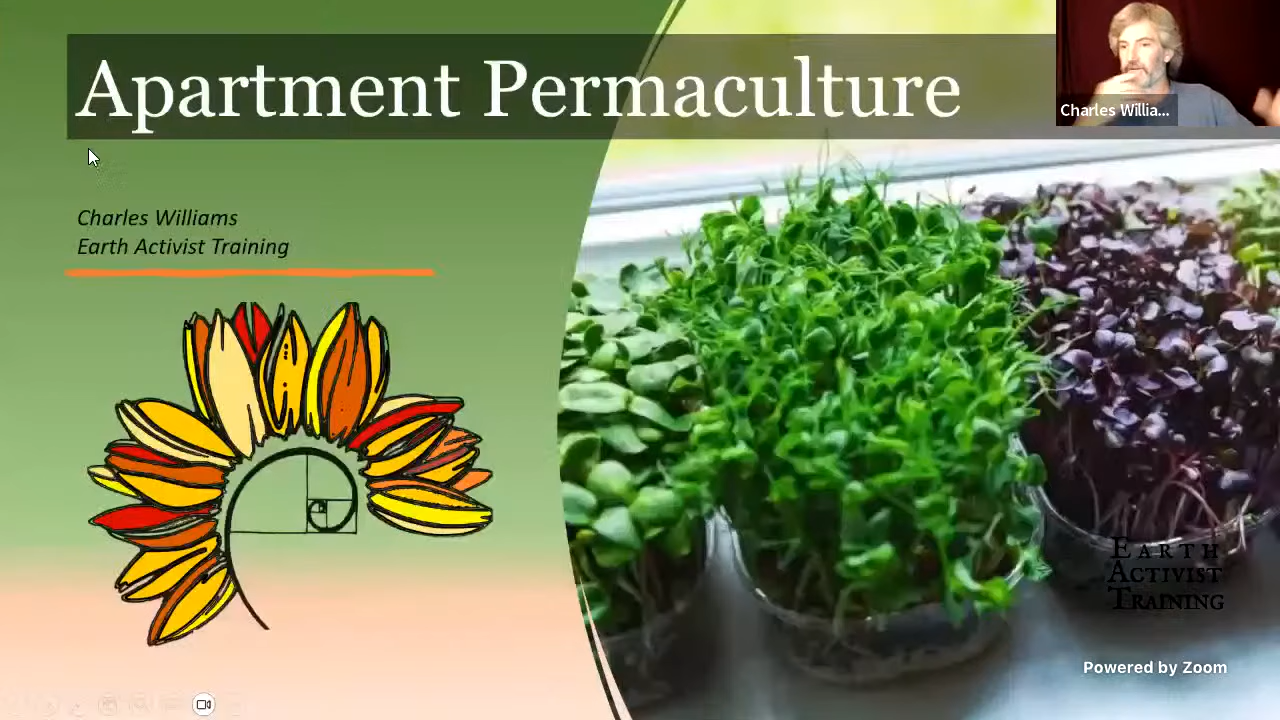 Apartment Permaculture
Charles Willia...
Charles Williams
Earth Activist Training
EARTH
ACTIVIST
TRAINING
Powered by Zoom